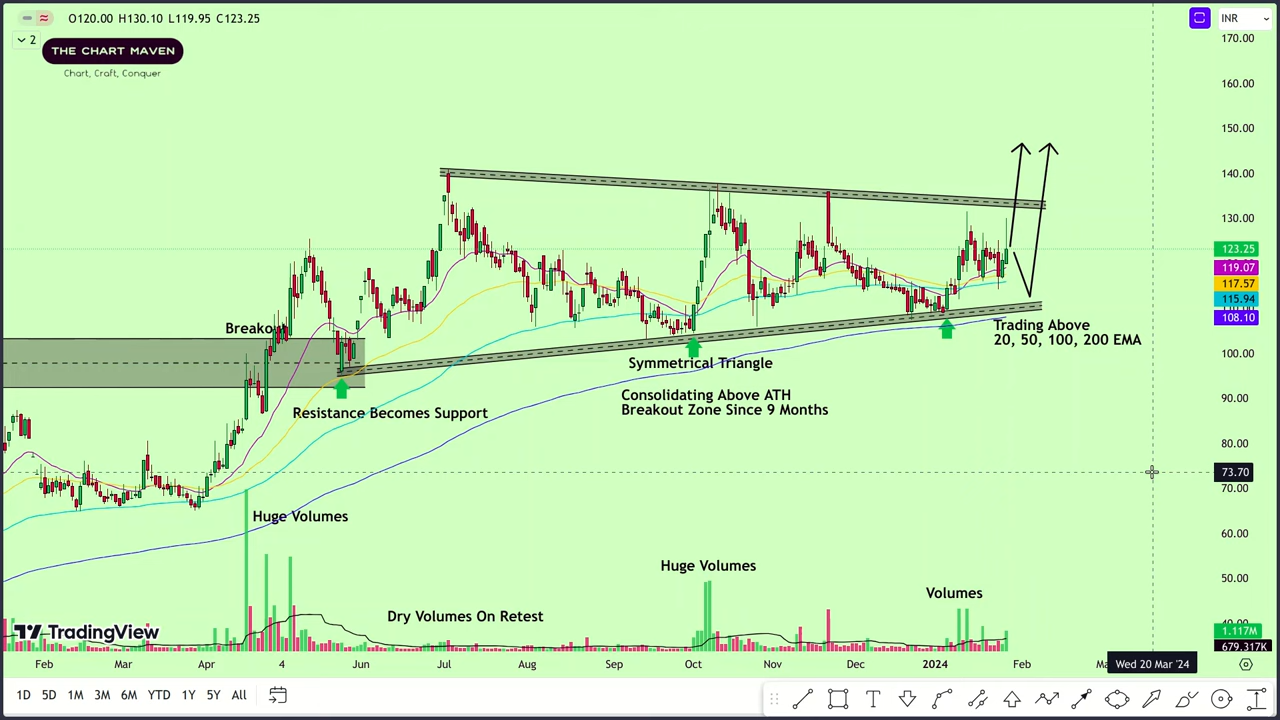 O120.00 H130.10 L119.95 C123.25
INR
2
THE CHART MAVEN
Chart, Craft, Conquer
170.00
160.00
150.00
140.00
130.00
123.25
119.07
117.57
115.94
108.10
100.00
90.00
80.00
73.70
70.00
60.00
50.00
1.117M
679.317K
Breakout
Resistance Becomes Support
Symmetrical Triangle
Consolidating Above ATH
Breakout Zone Since 9 Months
Trading Above
20, 50, 100, 200 EMA
Huge Volumes
Dry Volumes On Retest
Huge Volumes
Volumes
TradingView
Feb Mar Apr 4 Jun Jul Aug Sep Oct Nov Dec 2024 Feb Wed 20 Mar '24
1D 5D 1M 3M 6M YTD 1Y 5Y All